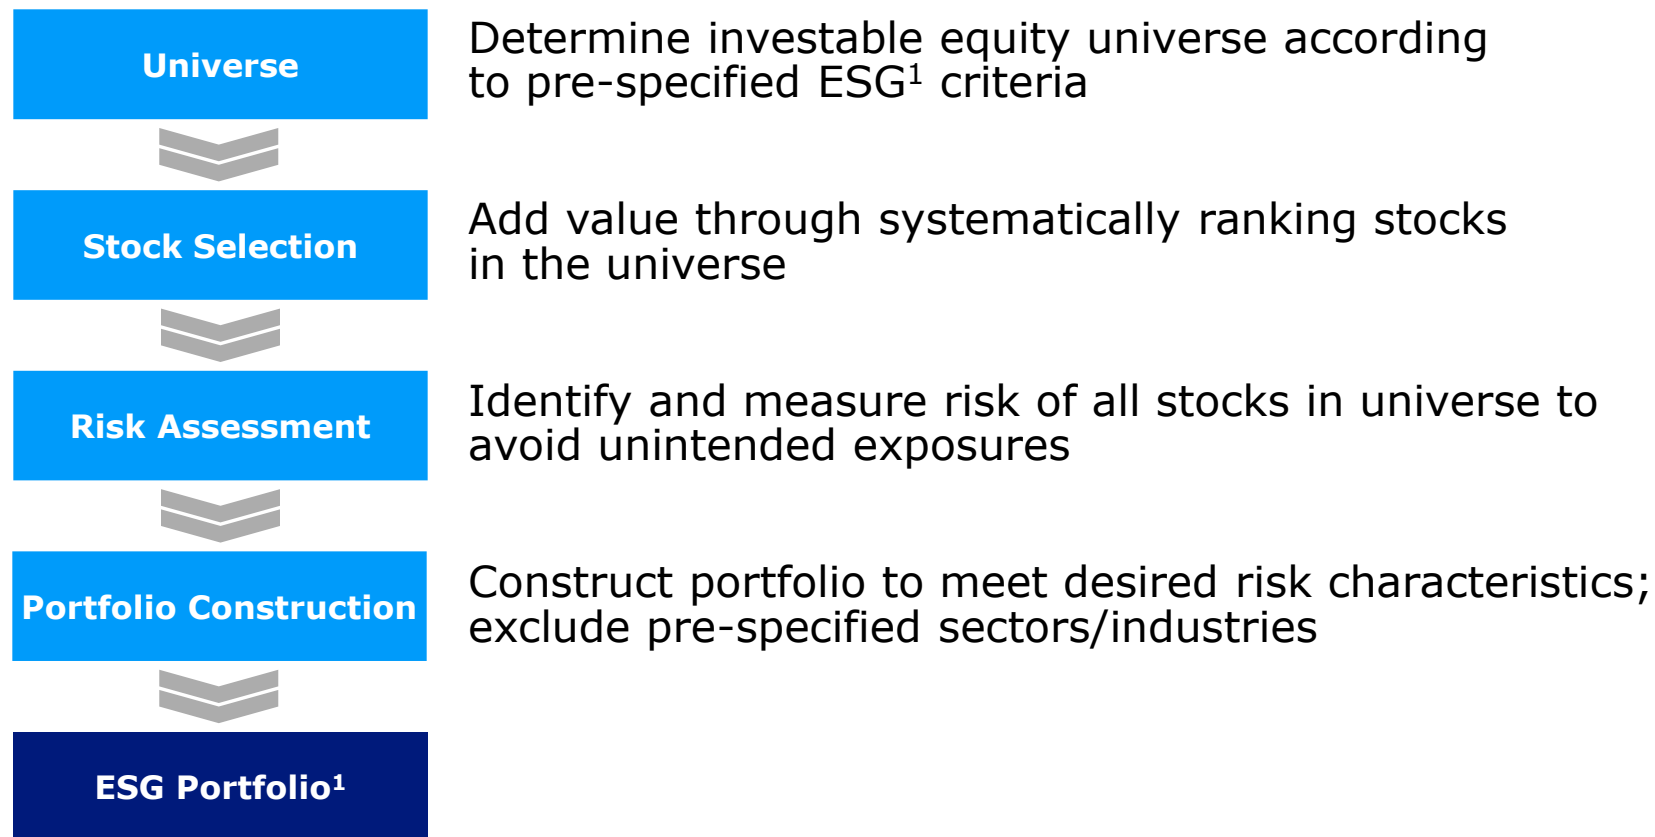 Universe
Determine investable equity universe according
to pre-specified ESG¹ criteria
Stock Selection
Add value through systematically ranking stocks
in the universe
Risk Assessment
Identify and measure risk of all stocks in universe to
avoid unintended exposures
Portfolio Construction
Construct portfolio to meet desired risk characteristics;
exclude pre-specified sectors/industries
ESG Portfolio¹